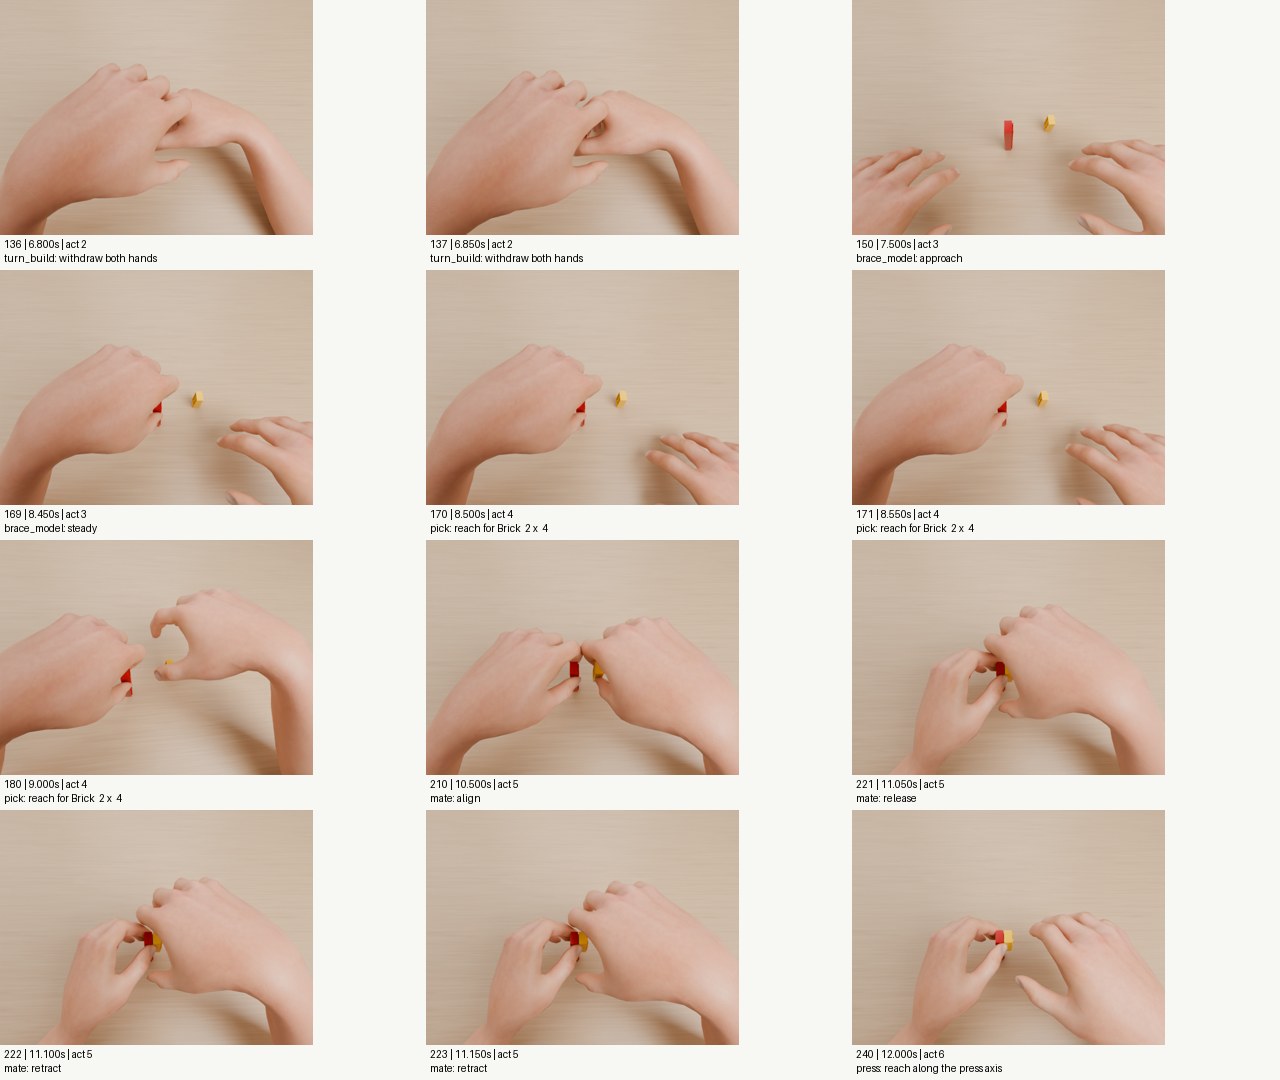 136 | 6.800s | act 2
turn_build: withdraw both hands
137 | 6.850s | act 2
turn_build: withdraw both hands
150 | 7.500s | act 3
brace_model: approach
169 | 8.450s | act 3
brace_model: steady
170 | 8.500s | act 4
pick: reach for Brick 2 x 4
171 | 8.550s | act 4
pick: reach for Brick 2 x 4
180 | 9.000s | act 4
pick: reach for Brick 2 x 4
210 | 10.500s | act 5
mate: align
221 | 11.050s | act 5
mate: release
222 | 11.100s | act 5
mate: retract
223 | 11.150s | act 5
mate: retract
240 | 12.000s | act 6
press: reach along the press axis